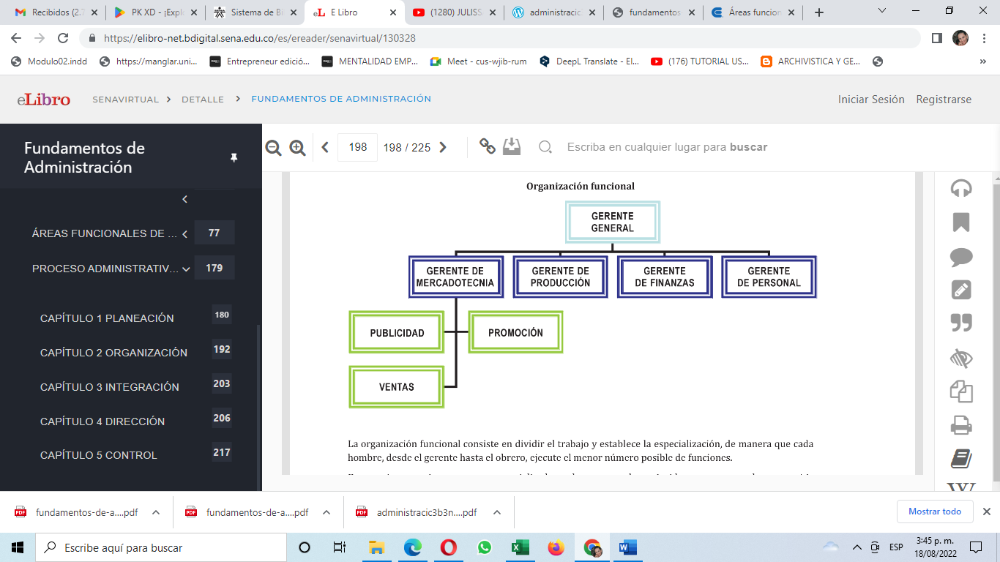 Recibidos (2.7
PK XD - ¡Explo
Sistema de Bi
E Libro
(1280) JULISS
administracic
fundamentos
Áreas funcion
https://elibro-net.bdigital.sena.edu.co/es/ereader/senavirtual/130328
Modulo02.indd
https://manglar.uni...
Entrepreneur edició...
MENTALIDAD EMP...
Meet - cus-wjib-rum
DeepL Translate - El...
(176) TUTORIAL US...
ARCHIVISTICA Y GE...
»
eLibro
SENAVIRTUAL > DETALLE > FUNDAMENTOS DE ADMINISTRACIÓN
Iniciar Sesión
Registrarse
Fundamentos de
Administración
ÁREAS FUNCIONALES DE ... 77
PROCESO ADMINISTRATIV... 179
CAPÍTULO 1 PLANEACIÓN 180
CAPÍTULO 2 ORGANIZACIÓN 192
CAPÍTULO 3 INTEGRACIÓN 203
CAPÍTULO 4 DIRECCIÓN 206
CAPÍTULO 5 CONTROL 217
198
198 / 225
Escriba en cualquier lugar para buscar
Organización funcional
GERENTE
GENERAL
GERENTE DE
MERCADOTECNIA
GERENTE DE
PRODUCCIÓN
GERENTE
DE FINANZAS
GERENTE
DE PERSONAL
PUBLICIDAD
PROMOCIÓN
VENTAS
La organización funcional consiste en dividir el trabajo y establece la especialización, de manera que cada
hombre, desde el gerente hasta el obrero, ejecute el menor número posible de funciones.
W
fundamentos-de-a....pdf
fundamentos-de-a....pdf
administracic3b3n....pdf
Mostrar todo
Escribe aquí para buscar
ESP
3:45 p. m.
18/08/2022